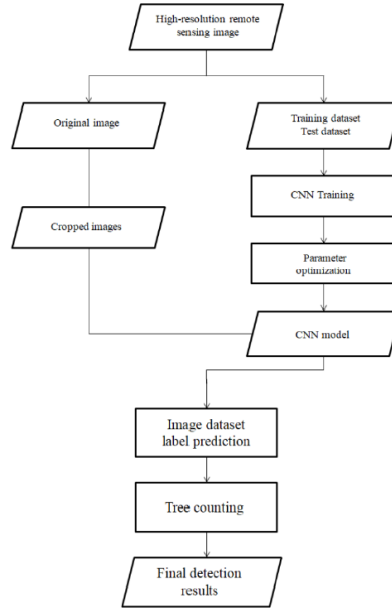 High-resolution remote
sensing image
Original image
Training dataset
Test dataset
CNN Training
Cropped images
Parameter
optimization
CNN model
Image dataset
label prediction
Tree counting
Final detection
results